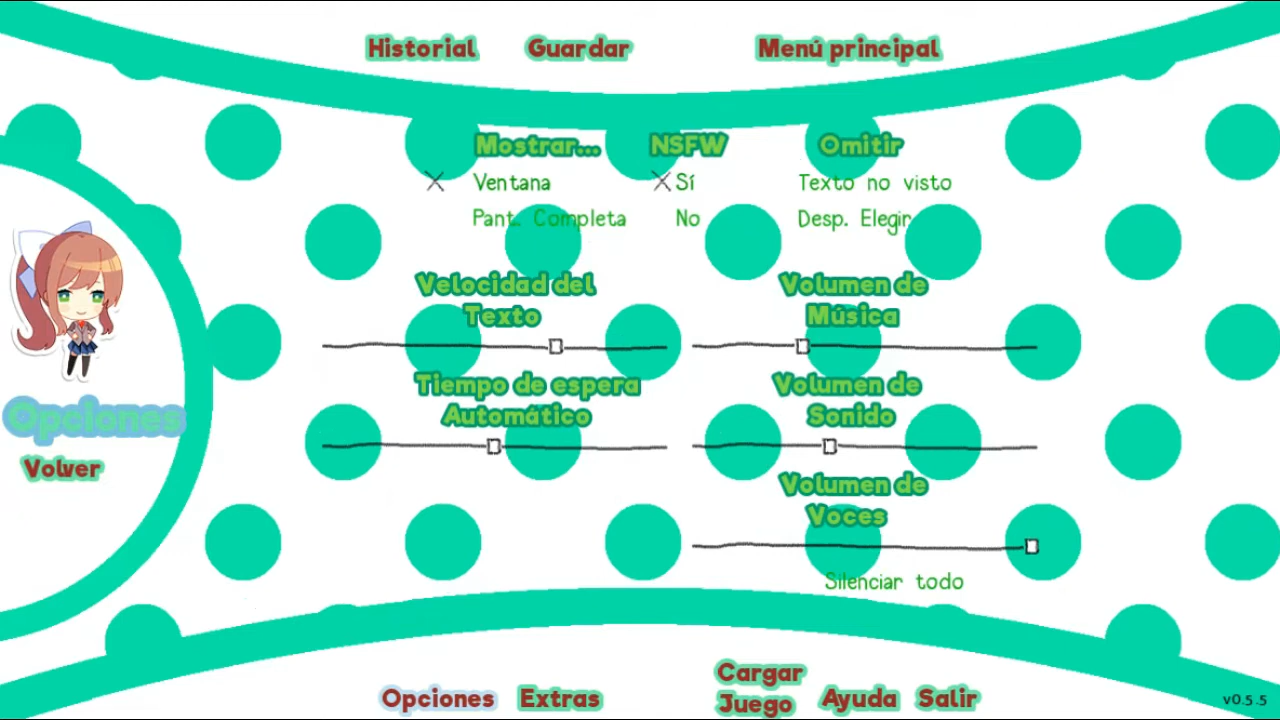 Historial Guardar Menú principal
Mostrar... NSFW Omitir
Ventana Sí Texto no visto
Pant. Completa No Desp. Elegir
Velocidad del
Texto
Volumen de
Música
Tiempo de espera
Automático
Volumen de
Sonido
Opciones
Volver
Volumen de
Voces
Silenciar todo
Opciones Extras
Cargar
Juego
Ayuda Salir
v0.5.5